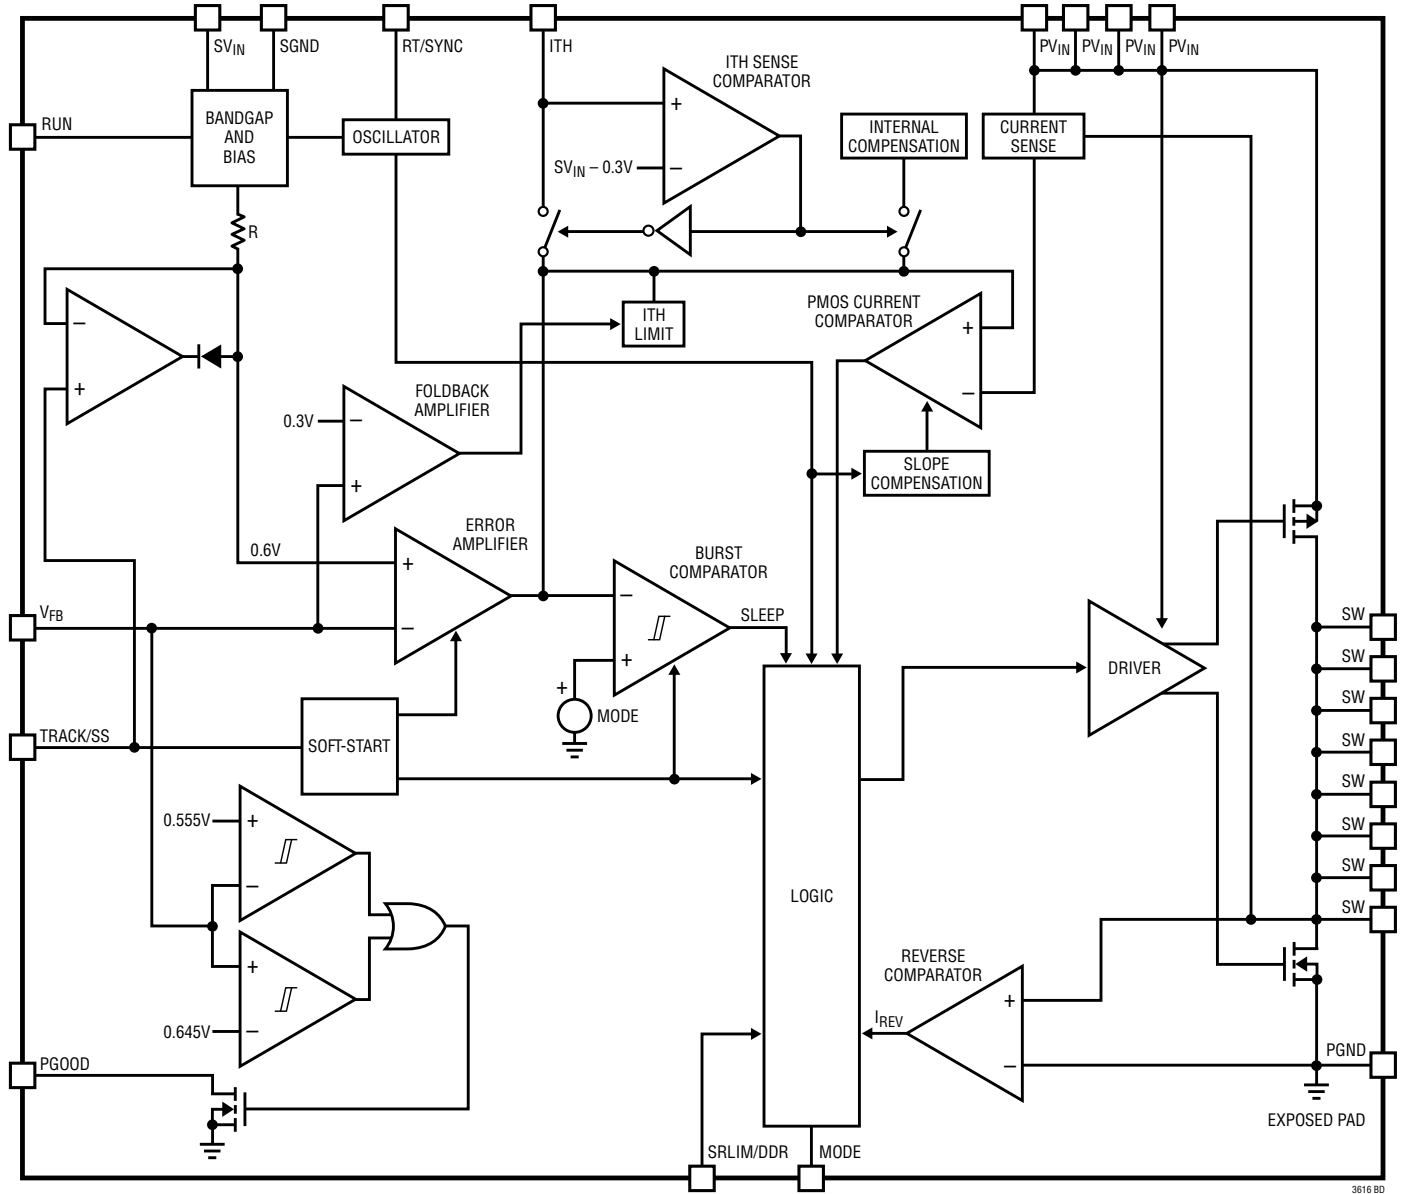 SVIN
SGND
RT/SYNC
ITH
PVIN
PVIN
PVIN
PVIN
RUN
BANDGAP
AND
BIAS
OSCILLATOR
ITH SENSE
COMPARATOR
+
SVIN – 0.3V
–
INTERNAL
COMPENSATION
CURRENT
SENSE
R
–
+
ITH
LIMIT
PMOS CURRENT
COMPARATOR
+
–
FOLDBACK
AMPLIFIER
0.3V
–
+
SLOPE
COMPENSATION
0.6V
ERROR
AMPLIFIER
+
–
BURST
COMPARATOR
–
+
SLEEP
VFB
+
MODE
DRIVER
SW
SW
SW
SW
SW
SW
SW
SW
TRACK/SS
SOFT-START
0.555V
+
–
+
0.645V
–
LOGIC
REVERSE
COMPARATOR
+
–
IREV
PGOOD
PGND
EXPOSED PAD
SRLIM/DDR
MODE
3616 BD